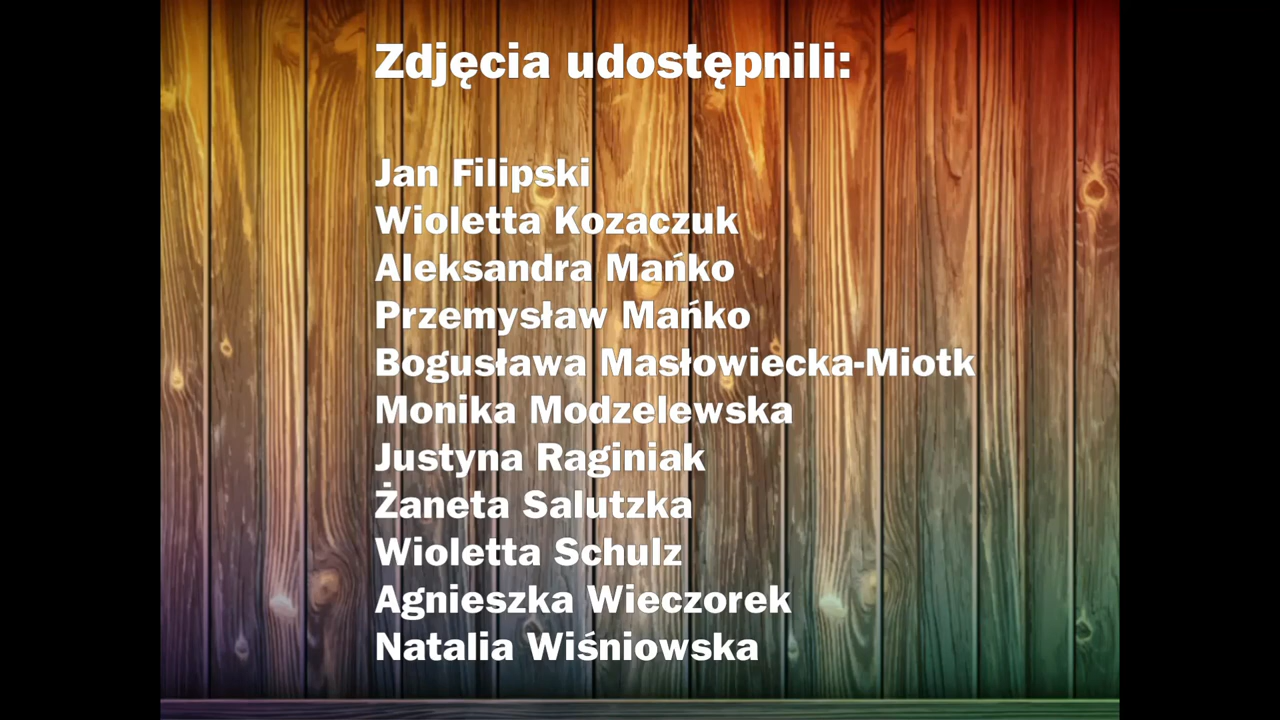 Zdjęcia udostępnili:
Jan Filipski
Wioletta Kozaczuk
Aleksandra Mańko
Przemysław Mańko
Bogusława Masłowiecka-Miotk
Monika Modzelewska
Justyna Raginiak
Żaneta Salutzka
Wioletta Schulz
Agnieszka Wieczorek
Natalia Wiśniowska